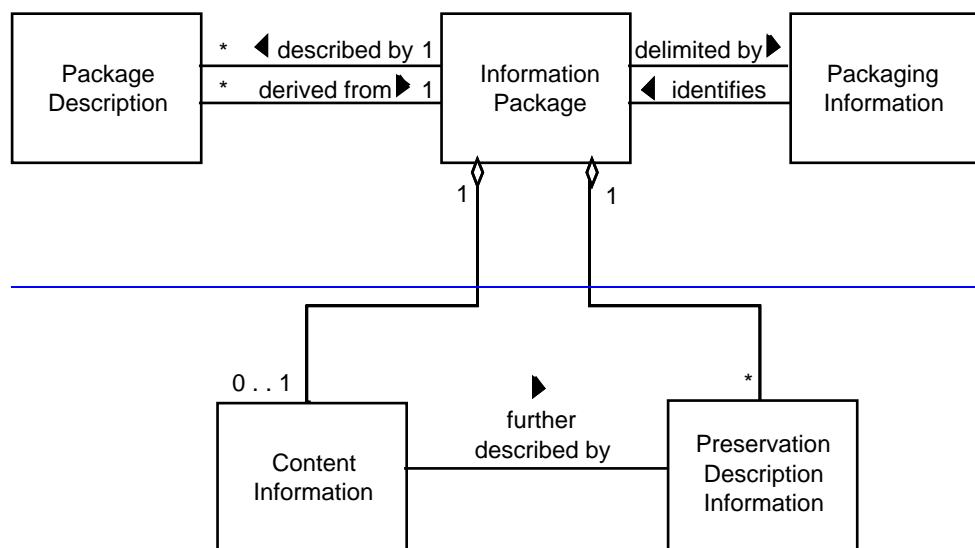 * described by 1
delimited by
Package
Description
Information
Package
Packaging
Information
* derived from 1
identifies
1
1
0 . . 1
*
further
described by
Content
Information
Preservation
Description
Information